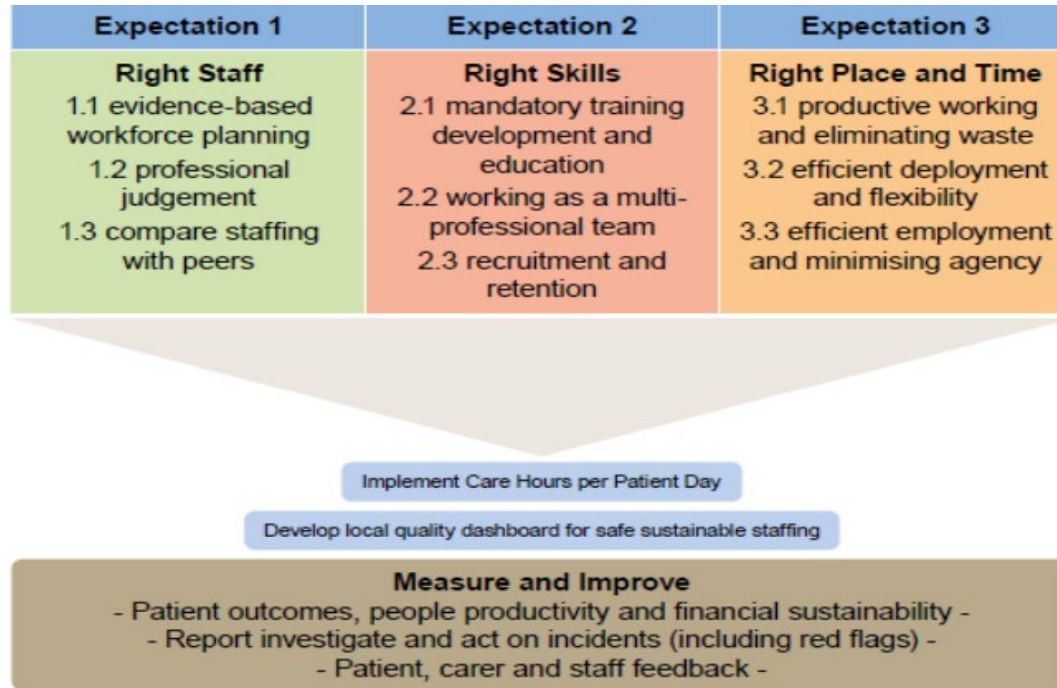 Expectation 1
Expectation 2
Expectation 3
Right Staff
1.1 evidence-based
workforce planning
1.2 professional
judgement
1.3 compare staffing
with peers
Right Skills
2.1 mandatory training
development and
education
2.2 working as a multi-
professional team
2.3 recruitment and
retention
Right Place and Time
3.1 productive working
and eliminating waste
3.2 efficient deployment
and flexibility
3.3 efficient employment
and minimising agency
Implement Care Hours per Patient Day
Develop local quality dashboard for safe sustainable staffing
Measure and Improve
- Patient outcomes, people productivity and financial sustainability -
- Report investigate and act on incidents (including red flags) -
- Patient, carer and staff feedback -